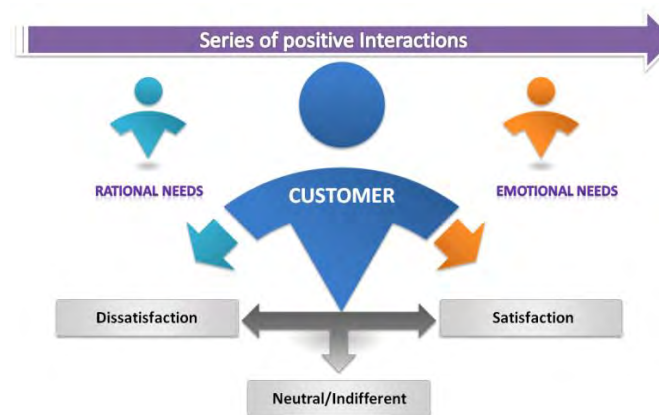 Series of positive Interactions
RATIONAL NEEDS
CUSTOMER
EMOTIONAL NEEDS
Dissatisfaction
Satisfaction
Neutral/Indifferent